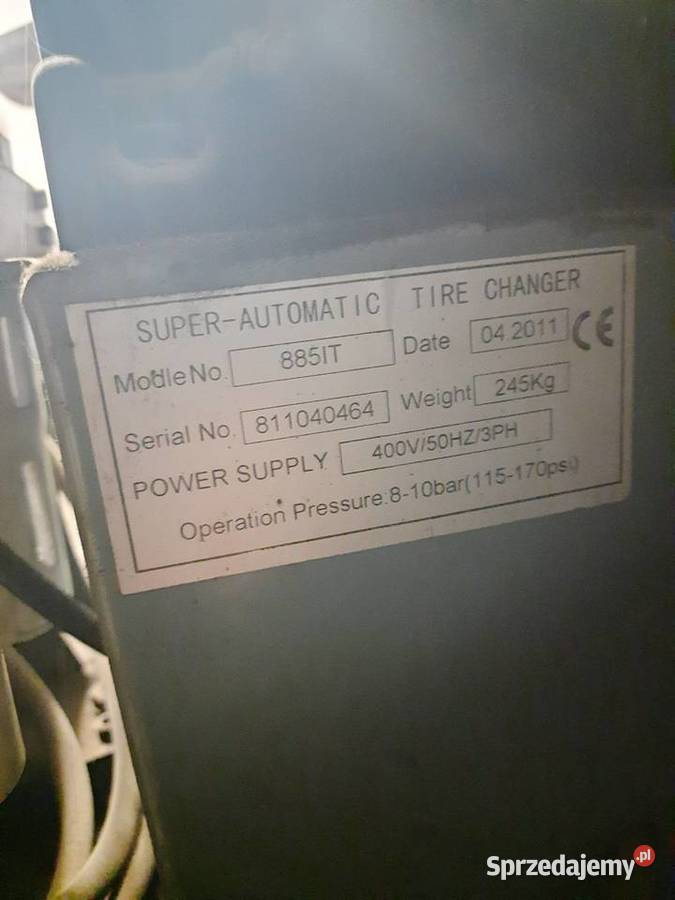 SUPER-AUTOMATIC TIRE CHANGER
Modle No. 885IT Date 04.2011 CE
Serial No. 811040464 Weight 245Kg
POWER SUPPLY 400V/50HZ/3PH
Operation Pressure:8-10bar(115-170psi)
Sprzedajemy.pl